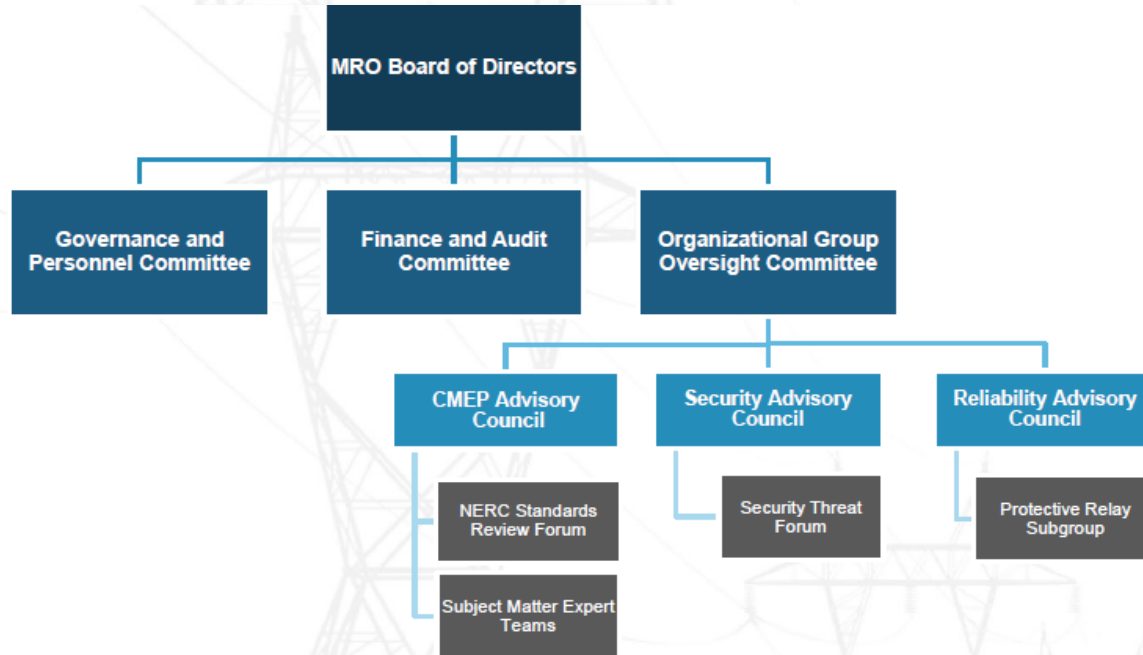 MRO Board of Directors
Governance and
Personnel Committee
Finance and Audit
Committee
Organizational Group
Oversight Committee
CMEP Advisory
Council
Security Advisory
Council
Reliability Advisory
Council
NERC Standards
Review Forum
Security Threat
Forum
Protective Relay
Subgroup
Subject Matter Expert
Teams